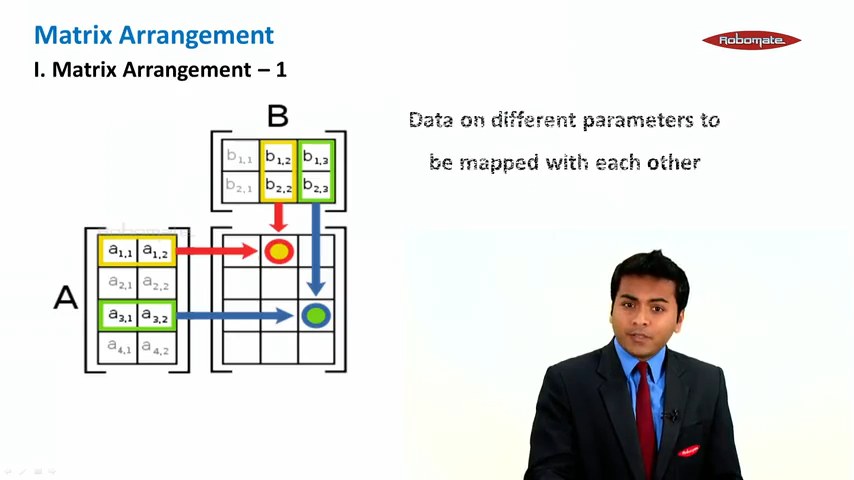 Matrix Arrangement
Robomate
I. Matrix Arrangement – 1
B
Data on different parameters to
be mapped with each other
b1,1 b1,2 b1,3
b2,1 b2,2 b2,3
A
a1,1 a1,2
a2,1 a2,2
a3,1 a3,2
a4,1 a4,2